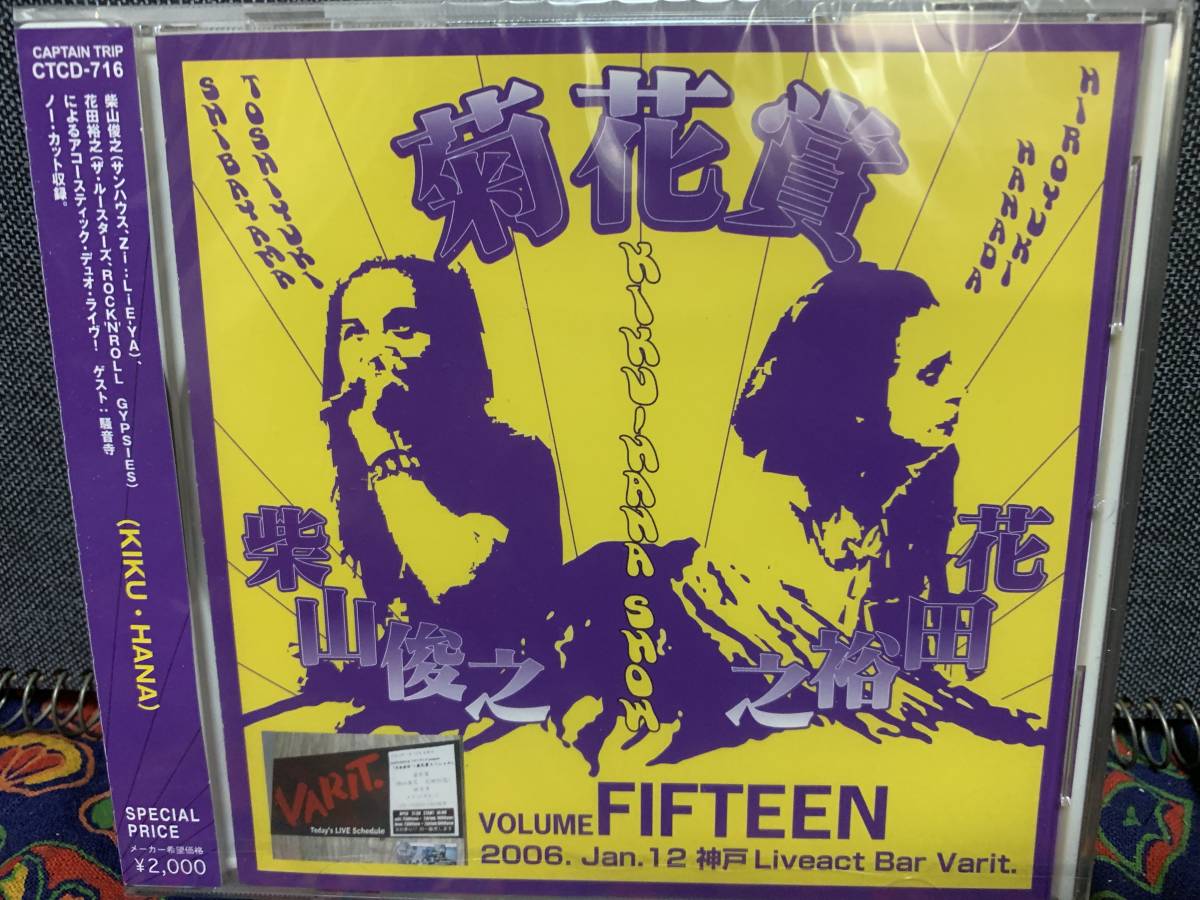 CAPTAIN TRIP
CTCD-716
柴山俊之(サンハウス、Zi:LiE-YA)、
花田裕之(ザ・ルースターズ、ROCK'N'ROLL GYPSIES)
によるアコースティック・デュオ・ライヴ! ゲスト:騒音寺
ノー・カット収録。
(KIKU・HANA)
SPECIAL
PRICE
メーカー希望価格
¥2,000
TOSHIYUKI
SHIBAYAMA
菊花賞
HIROYUKI
HANADA
KIKU-HANA SHOW
柴山俊之
花田裕之
VARIT.
Today's LIVE Schedule
VOLUME FIFTEEN
2006. Jan.12 神戸 Liveact Bar Varit.